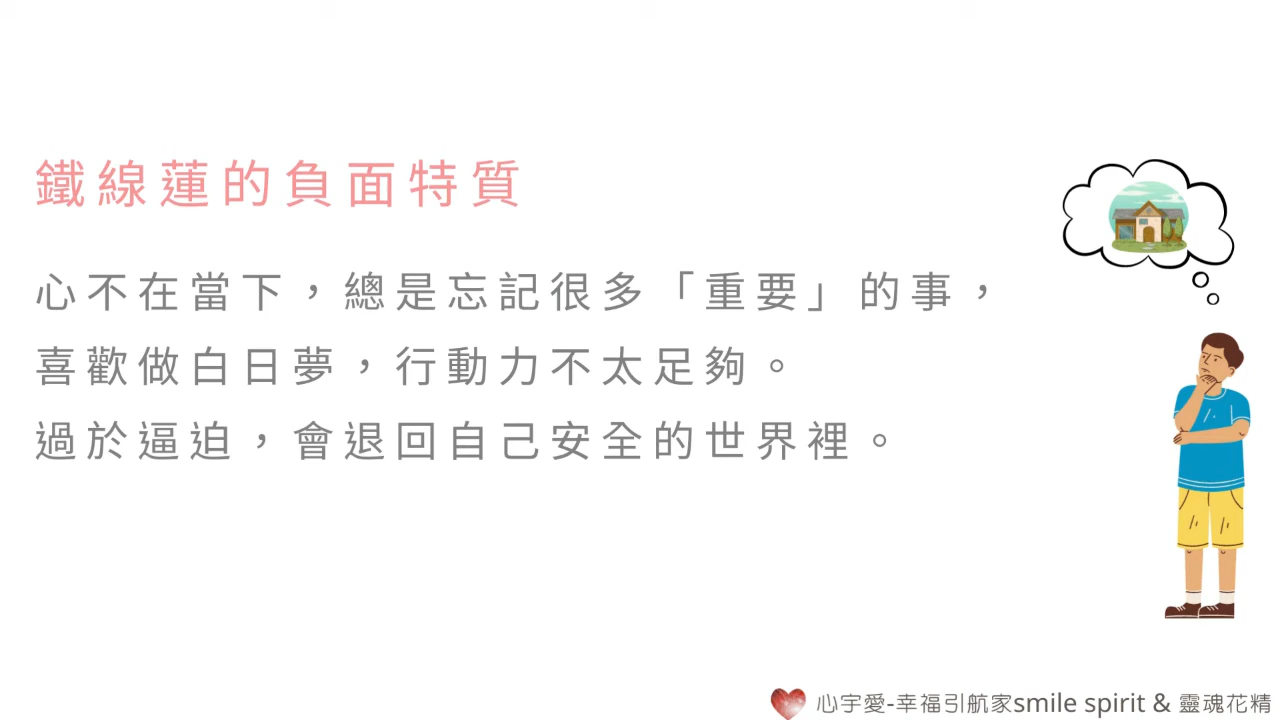 鐵線蓮的負面特質
心不在當下，總是忘記很多「重要」的事，
喜歡做白日夢，行動力不太足夠。
過於逼迫，會退回自己安全的世界裡。
心宇愛-幸福引航家smile spirit & 靈魂花精